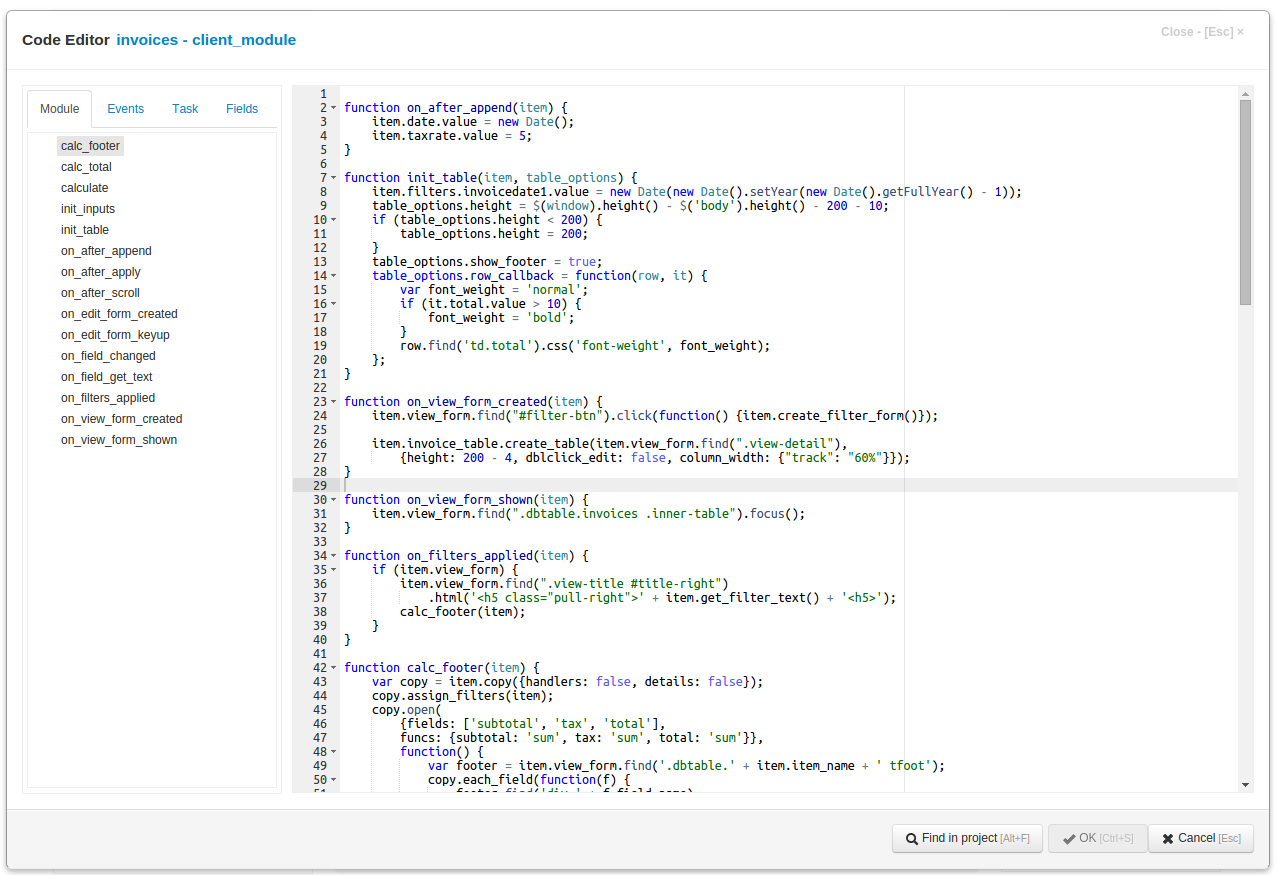 Code Editor invoices - client_module
Close - [Esc] ×
Module Events Task Fields
calc_footer
calc_total
calculate
init_inputs
init_table
on_after_append
on_after_apply
on_after_scroll
on_edit_form_created
on_edit_form_keyup
on_field_changed
on_field_get_text
on_filters_applied
on_view_form_created
on_view_form_shown
1
2 function on_after_append(item) {
3     item.date.value = new Date();
4     item.taxrate.value = 5;
5 }
6
7 function init_table(item, table_options) {
8     item.filters.invoicedate1.value = new Date(new Date().setYear(new Date().getFullYear() - 1));
9     table_options.height = $(window).height() - $('body').height() - 200 - 10;
10     if (table_options.height < 200) {
11         table_options.height = 200;
12     }
13     table_options.show_footer = true;
14     table_options.row_callback = function(row, it) {
15         var font_weight = 'normal';
16         if (it.total.value > 10) {
17             font_weight = 'bold';
18         }
19         row.find('td.total').css('font-weight', font_weight);
20     };
21 }
22
23 function on_view_form_created(item) {
24     item.view_form.find("#filter-btn").click(function() {item.create_filter_form()});
25
26     item.invoice_table.create_table(item.view_form.find(".view-detail"),
27         {height: 200 - 4, dblclick_edit: false, column_width: {"track": "60%"}});
28 }
29
30 function on_view_form_shown(item) {
31     item.view_form.find(".dbtable.invoices .inner-table").focus();
32 }
33
34 function on_filters_applied(item) {
35     if (item.view_form) {
36         item.view_form.find(".view-title #title-right")
37             .html('<h5 class="pull-right">' + item.get_filter_text() + '<h5>');
38         calc_footer(item);
39     }
40 }
41
42 function calc_footer(item) {
43     var copy = item.copy({handlers: false, details: false});
44     copy.assign_filters(item);
45     copy.open(
46         {fields: ['subtotal', 'tax', 'total'],
47         funcs: {subtotal: 'sum', tax: 'sum', total: 'sum'}},
48         function() {
49             var footer = item.view_form.find('.dbtable.' + item.item_name + ' tfoot');
50             copy.each_field(function(f) {
Find in project [Alt+F]
OK [Ctrl+S]
Cancel [Esc]